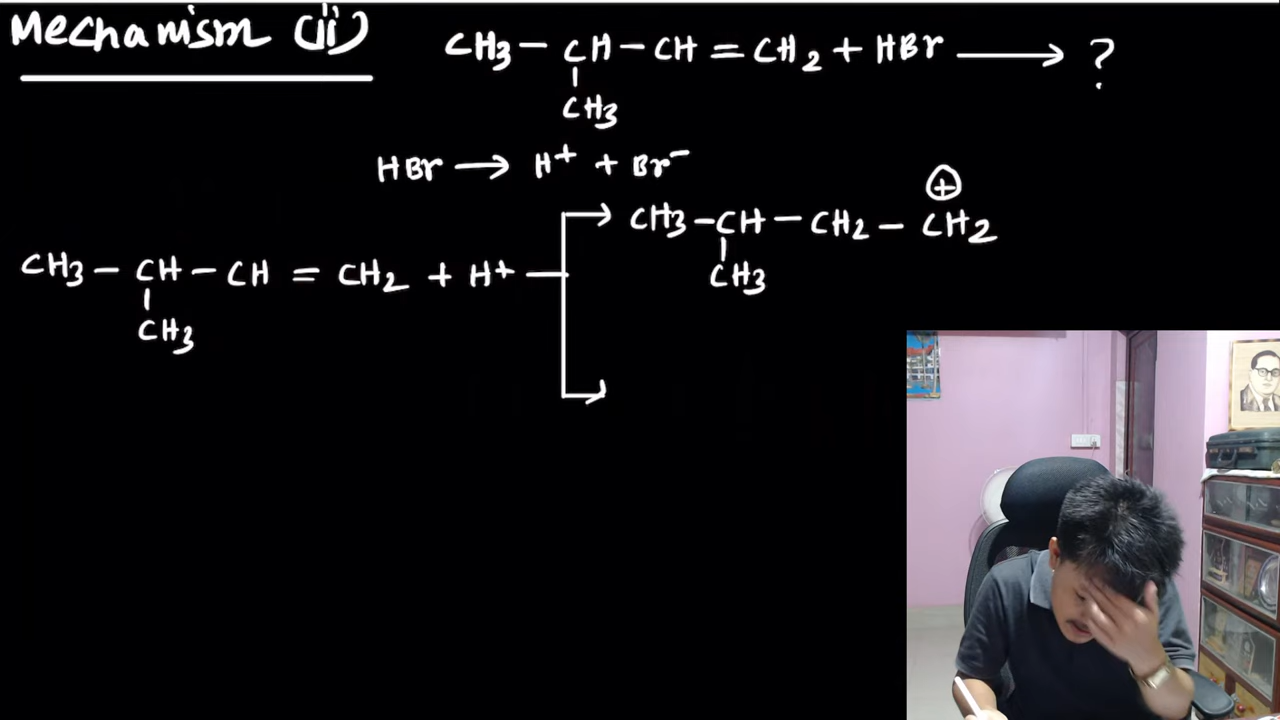 Mechanism (ii)
CH3 — CH — CH = CH2 + HBr ⟶ ?
CH3
HBr ⟶ H+ + Br−
CH3 — CH — CH2 — CH2
⊕
CH3
CH3 — CH — CH = CH2 + H+
CH3